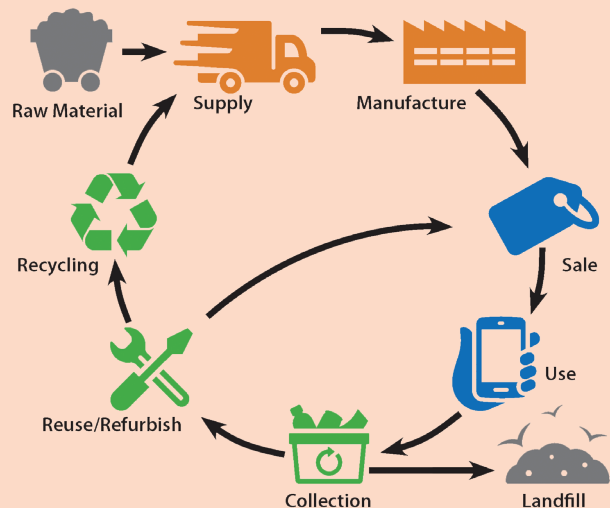 Raw Material
Supply
Manufacture
Recycling
Sale
Use
Reuse/Refurbish
Collection
Landfill